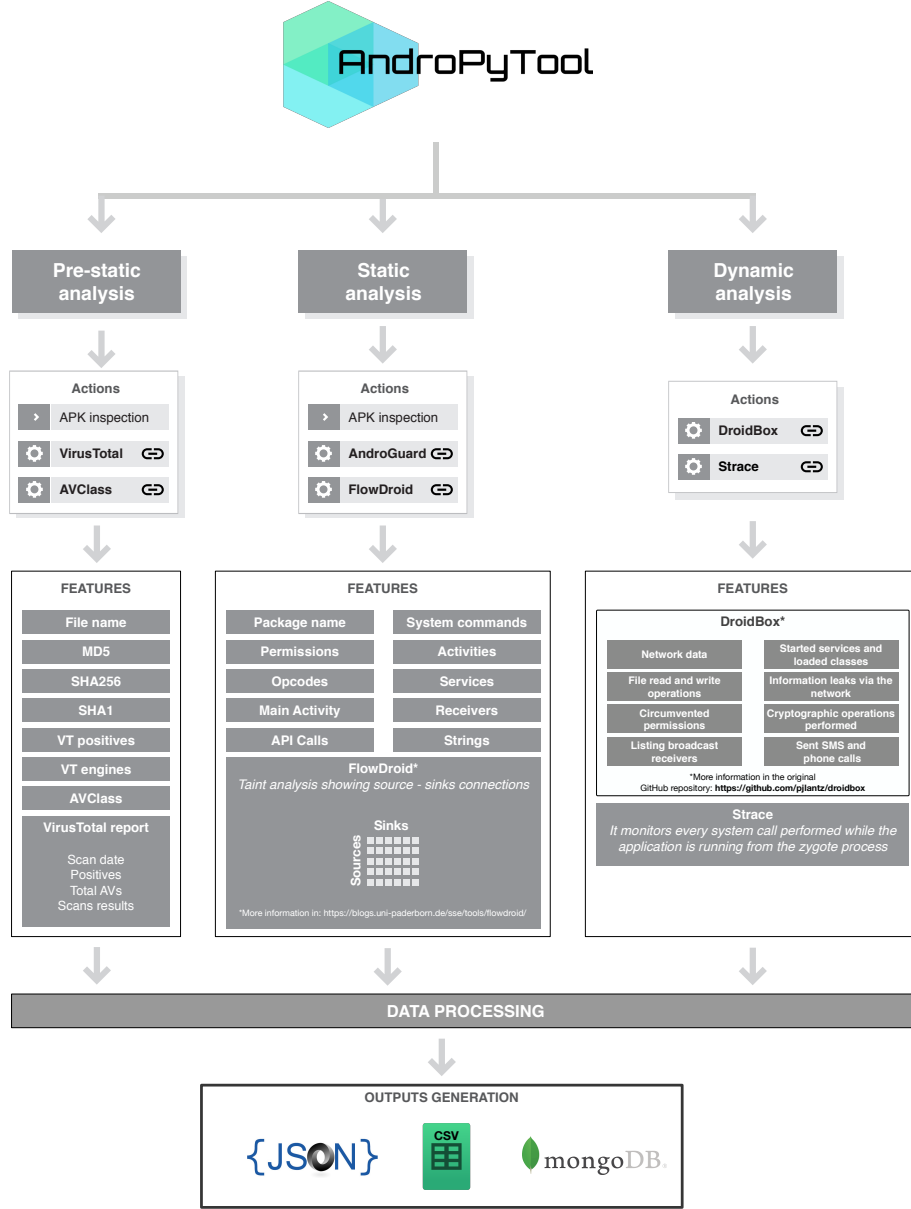 AndroPyTool
Pre-static
analysis
Static
analysis
Dynamic
analysis
Actions
APK inspection
VirusTotal
AVClass
Actions
APK inspection
AndroGuard
FlowDroid
Actions
DroidBox
Strace
FEATURES
File name
MD5
SHA256
SHA1
VT positives
VT engines
AVClass
VirusTotal report
Scan date
Positives
Total AVs
Scans results
FEATURES
Package name
System commands
Permissions
Activities
Opcodes
Services
Main Activity
Receivers
API Calls
Strings
FlowDroid*
Taint analysis showing source - sinks connections
Sinks
Sources
*More information in: https://blogs.uni-paderborn.de/sse/tools/flowdroid/
FEATURES
DroidBox*
Network data
Started services and
loaded classes
File read and write
operations
Information leaks via the
network
Circumvented
permissions
Cryptographic operations
performed
Listing broadcast
receivers
Sent SMS and
phone calls
*More information in the original
GitHub repository: https://github.com/pjlantz/droidbox
Strace
It monitors every system call performed while the
application is running from the zygote process
DATA PROCESSING
OUTPUTS GENERATION
{JSON}
CSV
mongoDB®